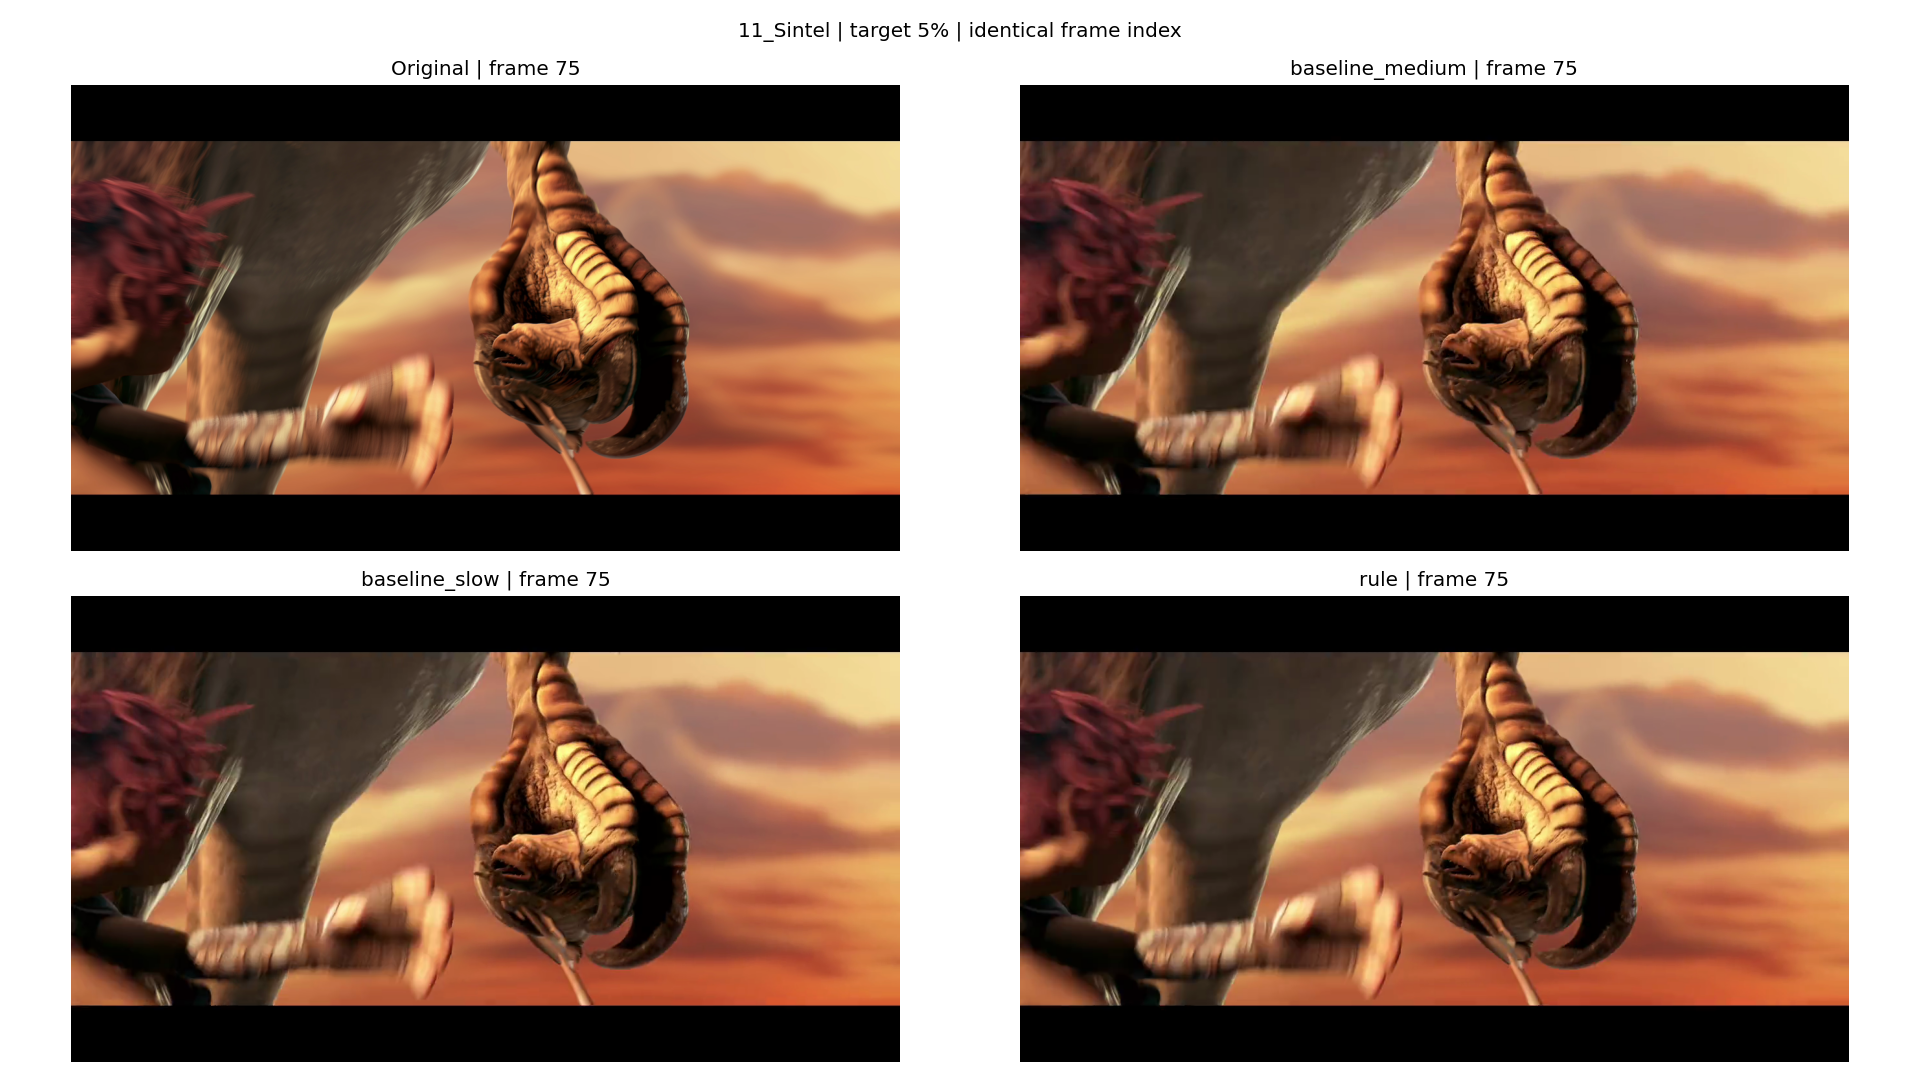 11_Sintel | target 5% | identical frame index
Original | frame 75
baseline_medium | frame 75
baseline_slow | frame 75
rule | frame 75